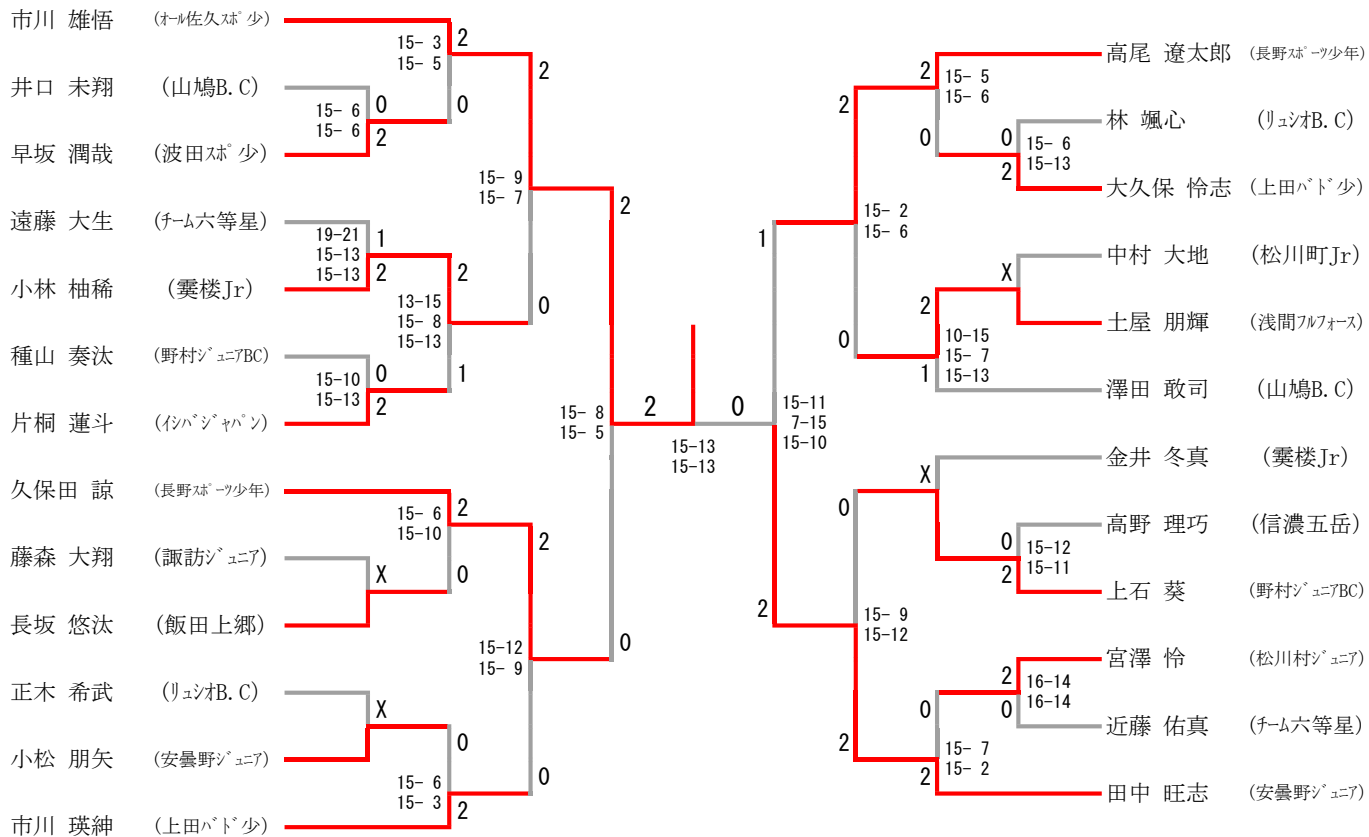 市川 雄悟 (オール佐久スポ少)
井口 未翔 (山鳩B.C)
早坂 潤哉 (波田スポ少)
遠藤 大生 (チーム六等星)
小林 柚稀 (霙楼Jr)
種山 奏汰 (野村ジュニアBC)
片桐 蓮斗 (イシバシジャパン)
久保田 諒 (長野スポーツ少年)
藤森 大翔 (諏訪ジュニア)
長坂 悠汰 (飯田上郷)
正木 希武 (リュシオB.C)
小松 朋矢 (安曇野ジュニア)
市川 瑛紳 (上田バド少)
15- 3
15- 5
2
0
15- 6
15- 6
0
2
19-21
15-13
15-13
1
2
13-15
15- 8
15-13
2
1
15-10
15-13
0
2
15- 9
15- 7
2
0
15- 6
15-10
2
0
X
X
15- 6
15- 3
0
2
15-12
15- 9
2
0
15- 8
15- 5
2
0
2
0
15-13
15-13
高尾 遼太郎 (長野スポーツ少年)
林 颯心 (リュシオB.C)
大久保 怜志 (上田バド少)
中村 大地 (松川町Jr)
土屋 朋輝 (浅間フルフォース)
澤田 敢司 (山鳩B.C)
金井 冬真 (霙楼Jr)
高野 理巧 (信濃五岳)
上石 葵 (野村ジュニアBC)
宮澤 怜 (松川村ジュニア)
近藤 佑真 (チーム六等星)
田中 旺志 (安曇野ジュニア)
2
0
15- 5
15- 6
0
2
15- 6
15-13
2
0
15- 2
15- 6
X
2
1
10-15
15- 7
15-13
1
2
15-11
7-15
15-10
X
0
2
15-12
15-11
0
2
15- 9
15-12
2
0
16-14
16-14
0
2
15- 7
15- 2